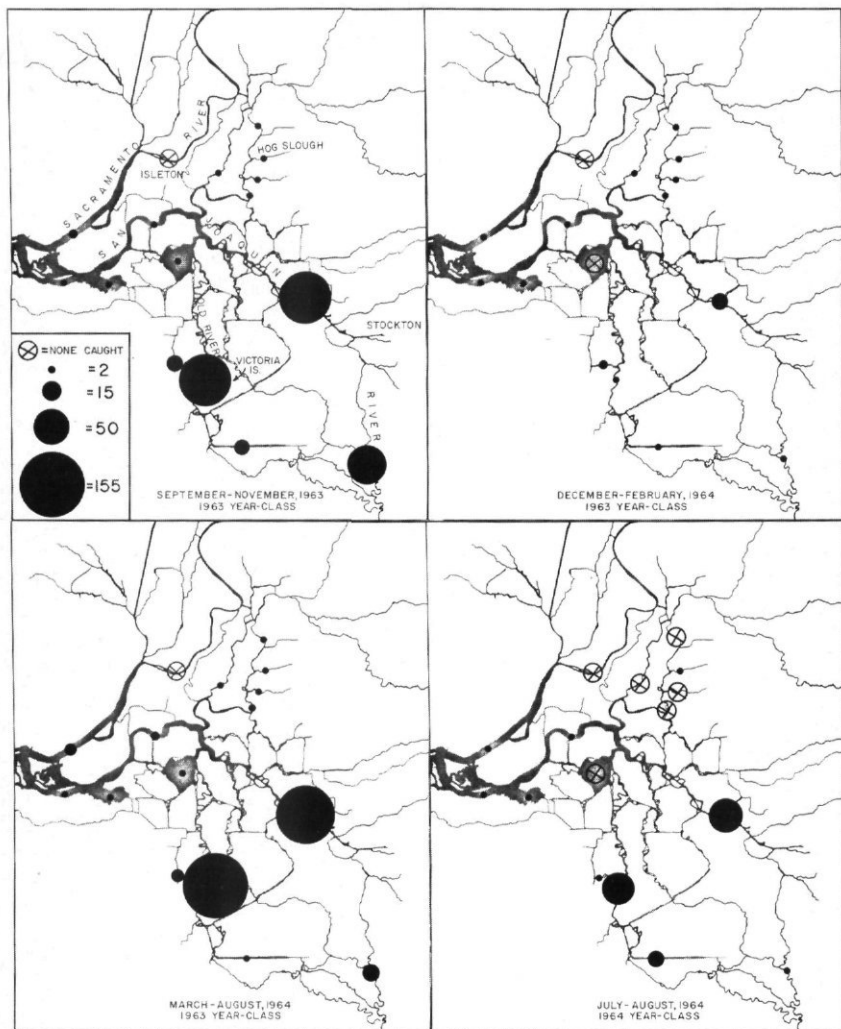 SACRAMENTO
RIVER
HOG SLOUGH
ISLETON
SAN
JOAQUIN
OLD RIVER
STOCKTON
VICTORIA
IS.
RIVER
=NONE CAUGHT
=2
=15
=50
=155
SEPTEMBER-NOVEMBER, 1963
1963 YEAR-CLASS
DECEMBER-FEBRUARY, 1964
1963 YEAR-CLASS
MARCH-AUGUST, 1964
1963 YEAR-CLASS
JULY-AUGUST, 1964
1964 YEAR-CLASS